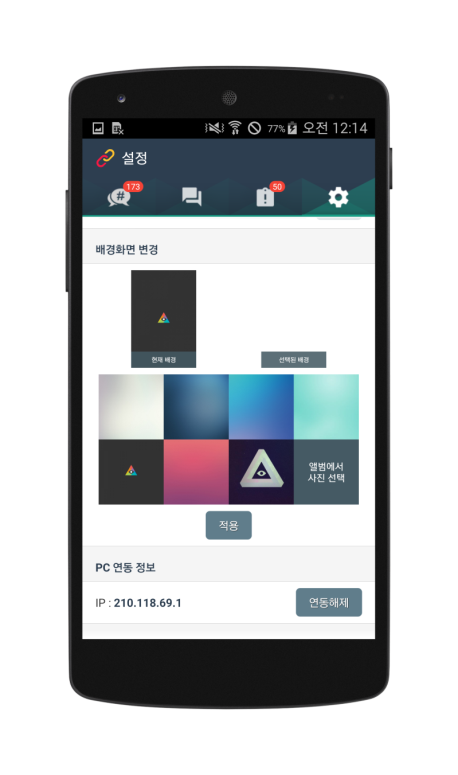 77% 오전 12:14
설정
173
50
배경화면 변경
현재 배경
선택된 배경
앨범에서
사진 선택
적용
PC 연동 정보
IP : 210.118.69.1
연동해제